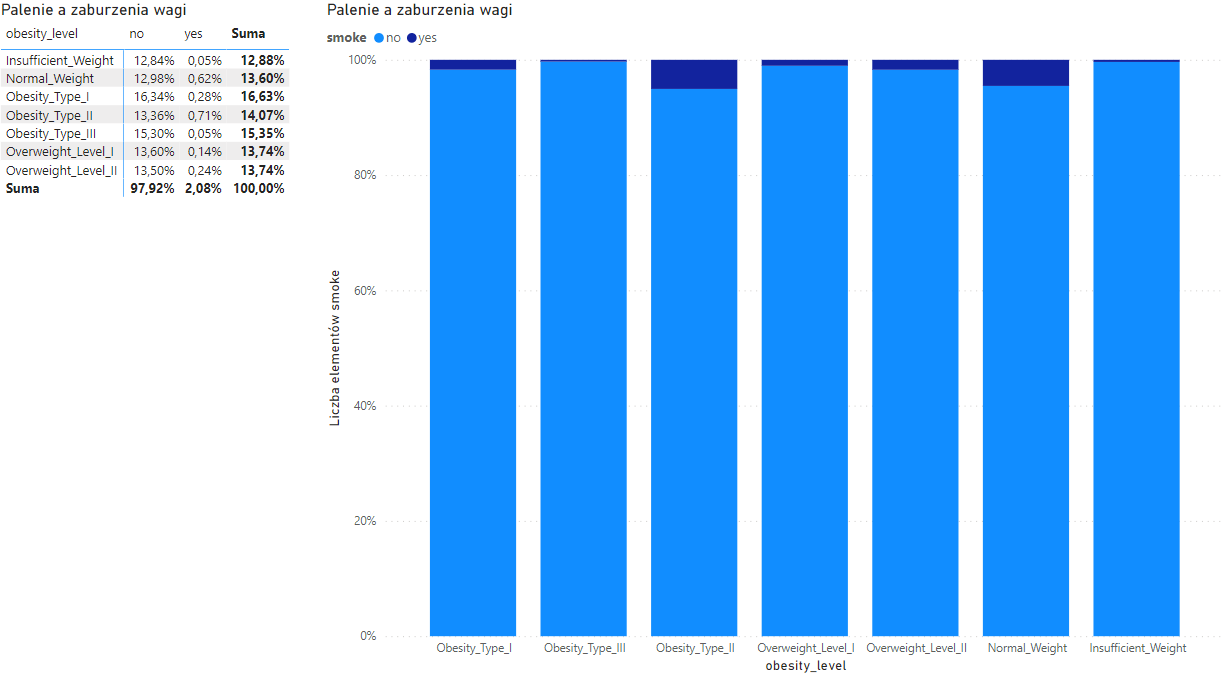 Palenie a zaburzenia wagi
obesity_level no yes Suma
Insufficient_Weight 12,84% 0,05% 12,88%
Normal_Weight 12,98% 0,62% 13,60%
Obesity_Type_I 16,34% 0,28% 16,63%
Obesity_Type_II 13,36% 0,71% 14,07%
Obesity_Type_III 15,30% 0,05% 15,35%
Overweight_Level_I 13,60% 0,14% 13,74%
Overweight_Level_II 13,50% 0,24% 13,74%
Suma 97,92% 2,08% 100,00%
Palenie a zaburzenia wagi
smoke no yes
100%
80%
60%
40%
20%
0%
Liczba elementów smoke
Obesity_Type_I Obesity_Type_III Obesity_Type_II Overweight_Level_I Overweight_Level_II Normal_Weight Insufficient_Weight
obesity_level